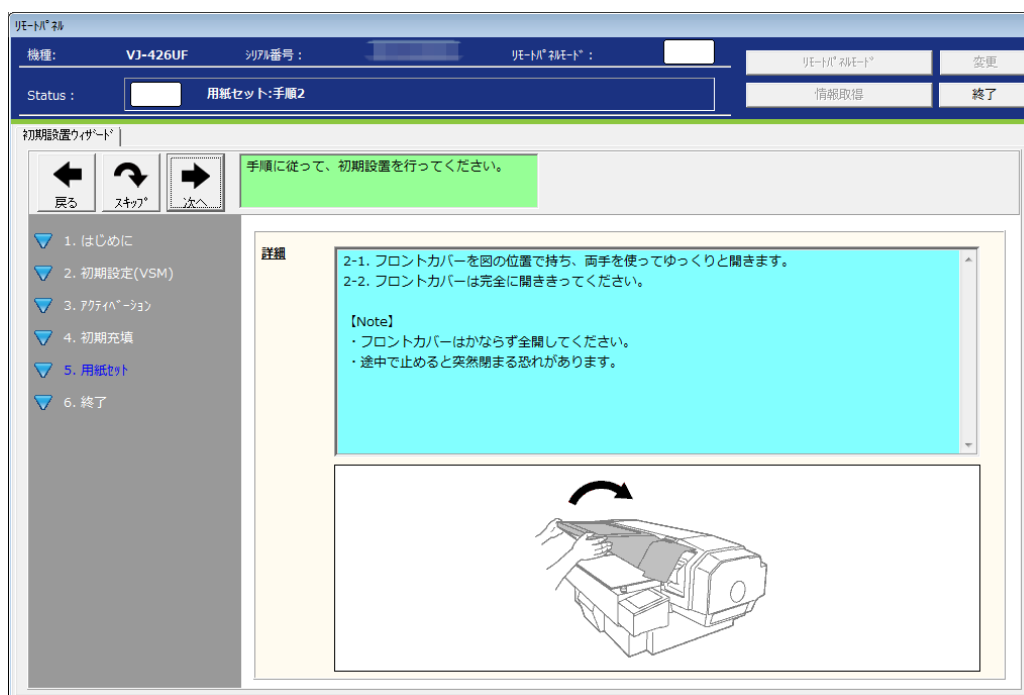 ﾘﾓｰﾄﾊﾟﾈﾙ
機種: VJ-426UF ｼﾘｱﾙ番号 : ﾘﾓｰﾄﾊﾟﾈﾙﾓｰﾄﾞ :
ﾘﾓｰﾄﾊﾟﾈﾙﾓｰﾄﾞ 変更
Status : 用紙セット:手順2
情報取得 終了
初期設置ｳｨｻﾞｰﾄﾞ
戻る ｽｷｯﾌﾟ 次へ
手順に従って、初期設置を行ってください。
1. はじめに
2. 初期設定(VSM)
3. ｱｸﾃｨﾍﾞｰｼｮﾝ
4. 初期充填
5. 用紙ｾｯﾄ
6. 終了
詳細
2-1. フロントカバーを図の位置で持ち、両手を使ってゆっくりと開きます。
2-2. フロントカバーは完全に開ききってください。
【Note】
・フロントカバーはかならず全開してください。
・途中で止めると突然閉まる恐れがあります。